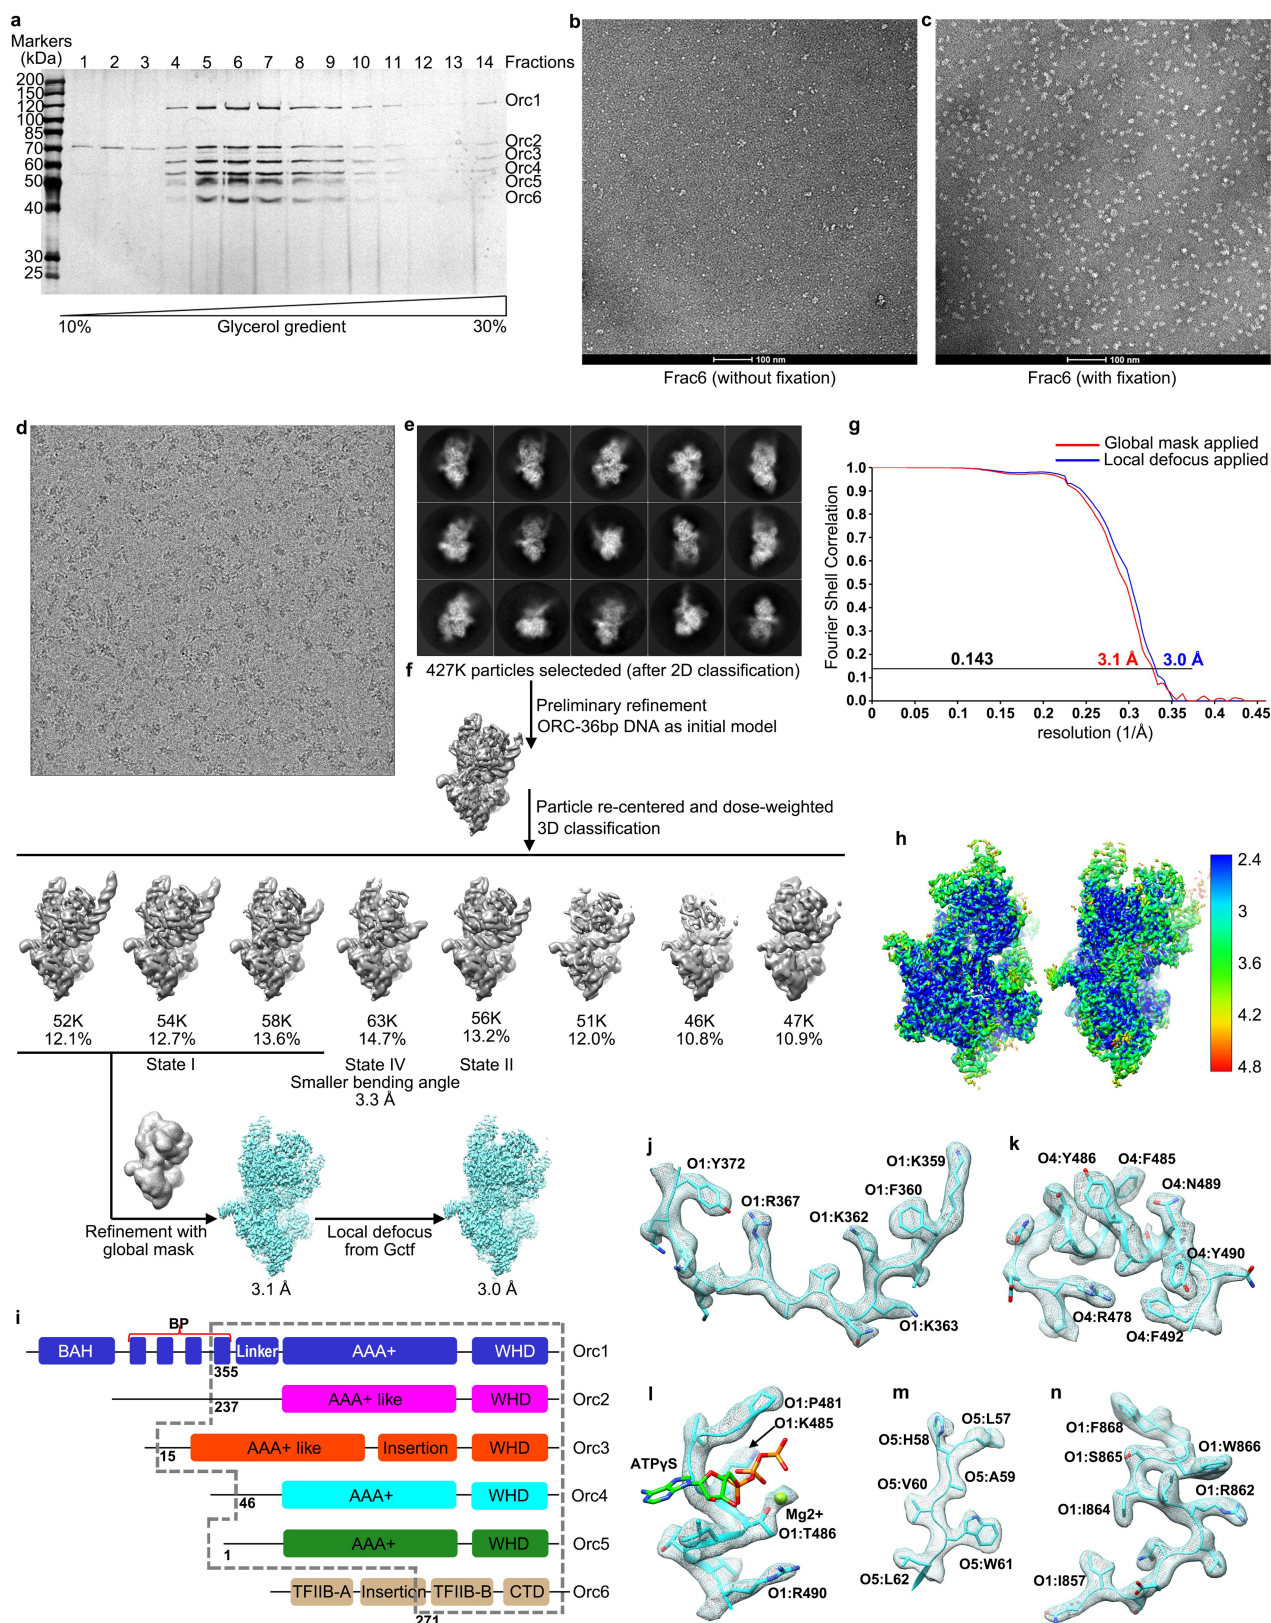 a
Markers
(kDa)
1 2 3 4 5 6 7 8 9 10 11 12 13 14 Fractions
200
150
120
100
85
70
60
50
40
30
25
Orc1
Orc2
Orc3
Orc4
Orc5
Orc6
10% Glycerol gredient 30%
b
100 nm
Frac6 (without fixation)
c
100 nm
Frac6 (with fixation)
d
e
f 427K particles selecteded (after 2D classification)
Preliminary refinement
ORC-36bp DNA as initial model
Particle re-centered and dose-weighted
3D classification
g
Global mask applied
Local defocus applied
Fourier Shell Correlation
1.0
0.9
0.8
0.7
0.6
0.5
0.4
0.3
0.2
0.1
0.0
0.143 3.1 Å 3.0 Å
0 0.05 0.1 0.15 0.2 0.25 0.3 0.35 0.4 0.45
resolution (1/Å)
52K 54K 58K 63K 56K 51K 46K 47K
12.1% 12.7% 13.6% 14.7% 13.2% 12.0% 10.8% 10.9%
State I State IV State II
Smaller bending angle
3.3 Å
Refinement with
global mask
3.1 Å
Local defocus
from Gctf
3.0 Å
h
2.4
3
3.6
4.2
4.8
i
BP
BAH Linker AAA+ WHD Orc1
355
AAA+ like WHD Orc2
237
AAA+ like Insertion WHD Orc3
15
AAA+ WHD Orc4
46
AAA+ WHD Orc5
1
TFIIB-A Insertion TFIIB-B CTD Orc6
271
j
O1:Y372
O1:R367
O1:K362
O1:F360
O1:K359
O1:K363
k
O4:Y486
O4:F485
O4:N489
O4:Y490
O4:R478
O4:F492
l
O1:P481
O1:K485
ATPγS
Mg2+
O1:T486
O1:R490
m
O5:L57
O5:H58
O5:A59
O5:V60
O5:W61
O5:L62
n
O1:F868
O1:S865
O1:W866
O1:R862
O1:I864
O1:I857